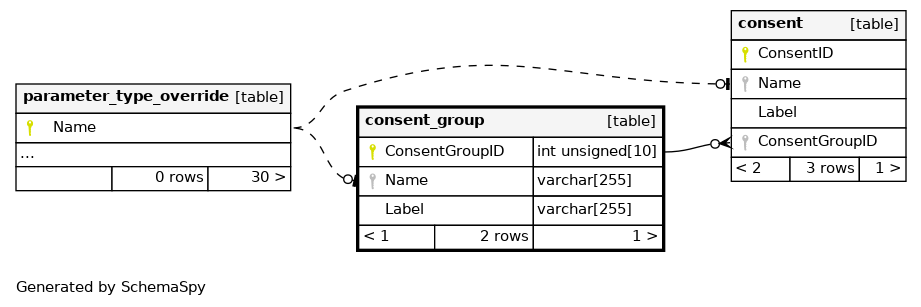 parameter_type_override [table]
Name
...
0 rows 30 >
consent_group [table]
ConsentGroupID int unsigned[10]
Name varchar[255]
Label varchar[255]
< 1 2 rows 1 >
consent [table]
ConsentID
Name
Label
ConsentGroupID
< 2 3 rows 1 >
Generated by SchemaSpy